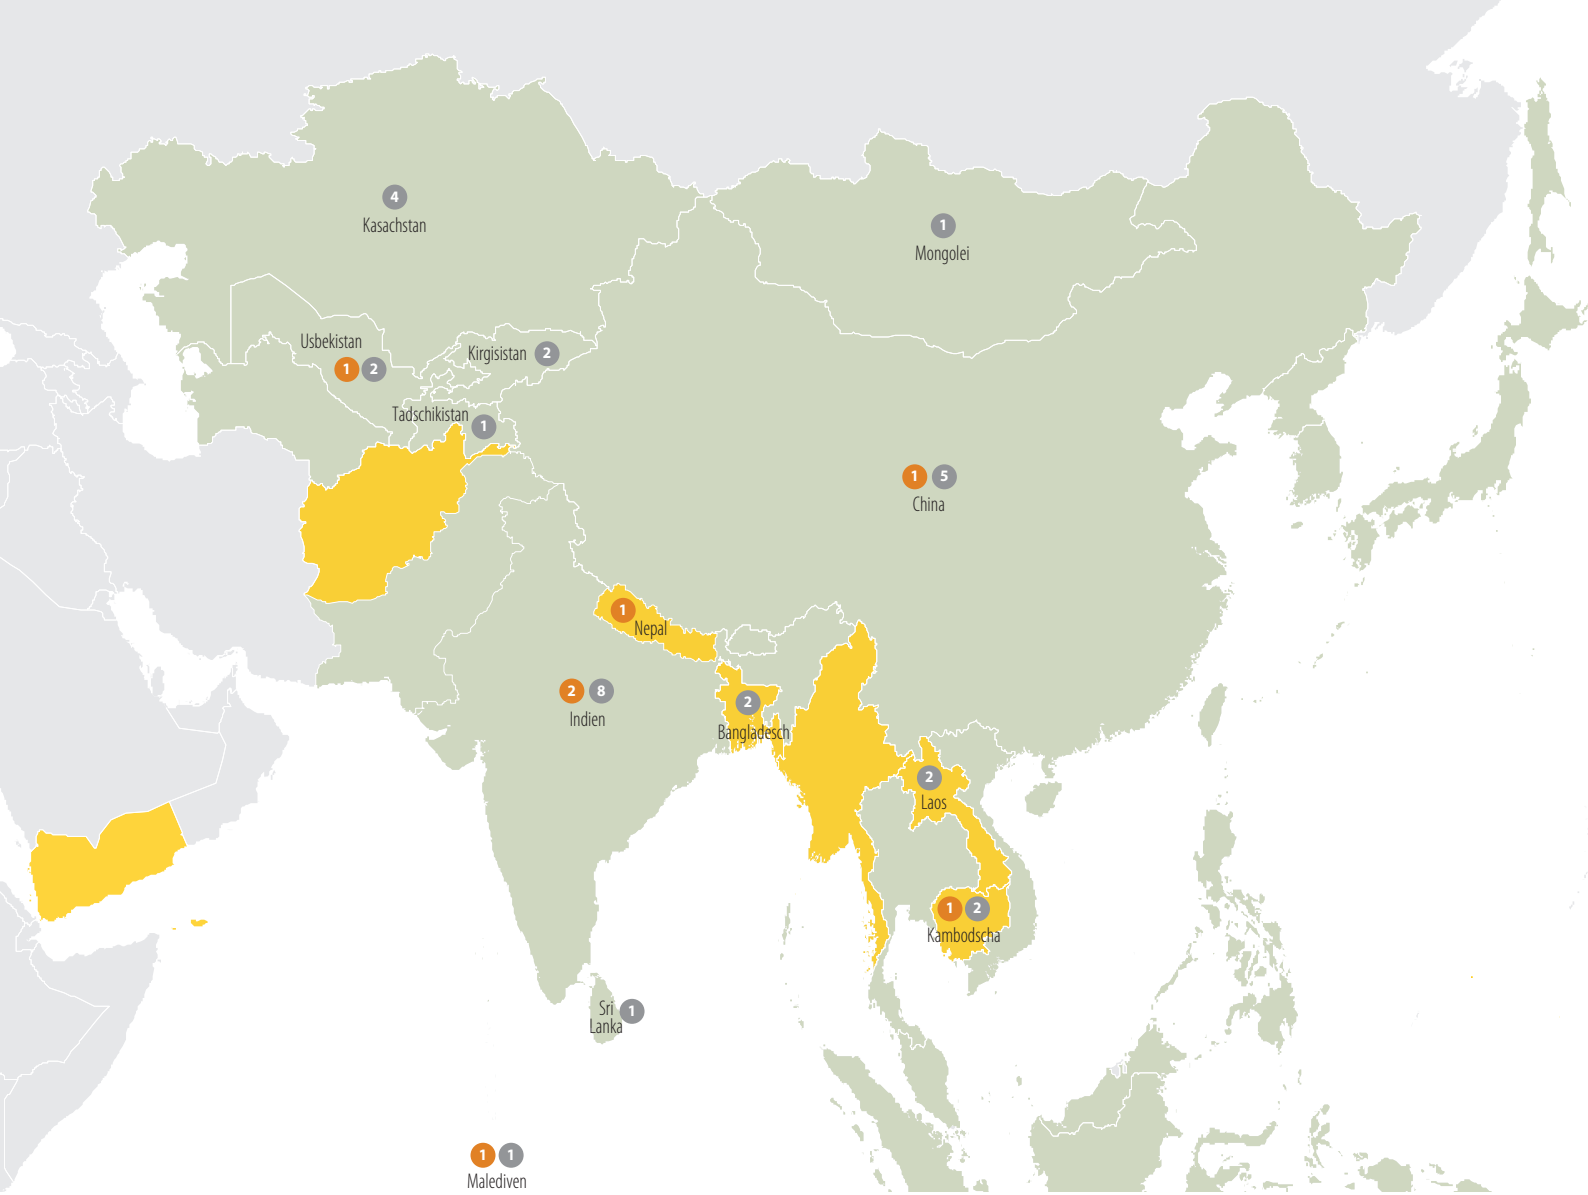 4
Kasachstan
1
Mongolei
Usbekistan
1 2
Kirgisistan 2
Tadschikistan
1
1 5
China
1
Nepal
2 8
Indien
2
Bangladesch
2
Laos
1 2
Kambodscha
Sri 1
Lanka
1 1
Malediven